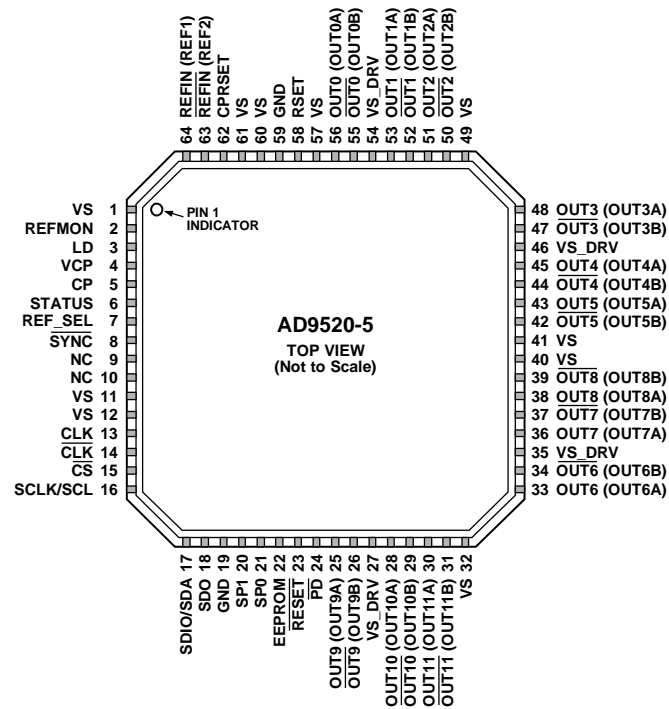 64 REFIN (REF1)
63 REFIN (REF2)
62 CPRSET
61 VS
60 VS
59 GND
58 RSET
57 VS
56 OUT0 (OUT0A)
55 OUT0 (OUT0B)
54 VS_DRV
53 OUT1 (OUT1A)
52 OUT1 (OUT1B)
51 OUT2 (OUT2A)
50 OUT2 (OUT2B)
49 VS
VS 1
REFMON 2
LD 3
VCP 4
CP 5
STATUS 6
REF_SEL 7
SYNC 8
NC 9
NC 10
VS 11
VS 12
CLK 13
CLK 14
CS 15
SCLK/SCL 16
PIN 1
INDICATOR
AD9520-5
TOP VIEW
(Not to Scale)
48 OUT3 (OUT3A)
47 OUT3 (OUT3B)
46 VS_DRV
45 OUT4 (OUT4A)
44 OUT4 (OUT4B)
43 OUT5 (OUT5A)
42 OUT5 (OUT5B)
41 VS
40 VS
39 OUT8 (OUT8B)
38 OUT8 (OUT8A)
37 OUT7 (OUT7B)
36 OUT7 (OUT7A)
35 VS_DRV
34 OUT6 (OUT6B)
33 OUT6 (OUT6A)
SDIO/SDA 17
SDO 18
GND 19
SP1 20
SP0 21
EEPROM 22
RESET 23
PD 24
OUT9 (OUT9A) 25
OUT9 (OUT9B) 26
VS_DRV 27
OUT10 (OUT10A) 28
OUT10 (OUT10B) 29
OUT11 (OUT11A) 30
OUT11 (OUT11B) 31
VS 32